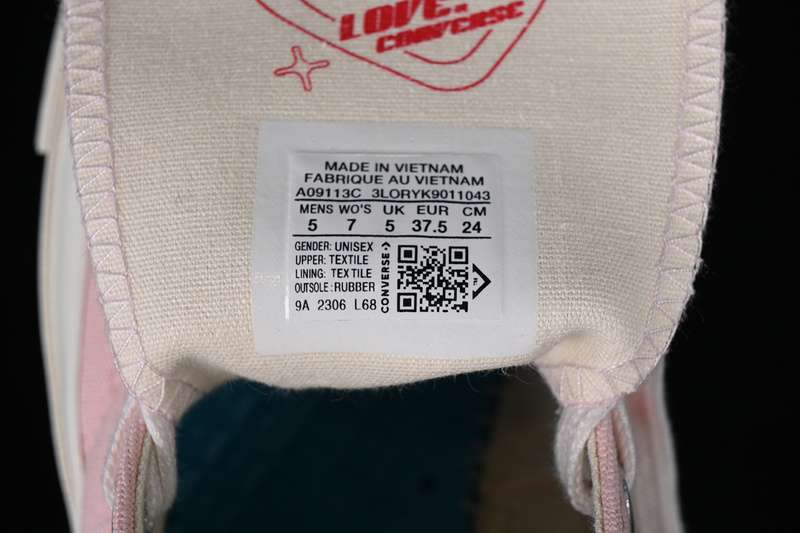 LOVE,
CONVERSE
MADE IN VIETNAM
FABRIQUE AU VIETNAM
A09113C 3LORYK9011043
MENS WO'S UK EUR CM
5 7 5 37.5 24
GENDER: UNISEX
UPPER: TEXTILE
LINING: TEXTILE
OUTSOLE: RUBBER
9A 2306 L68
CONVERSE